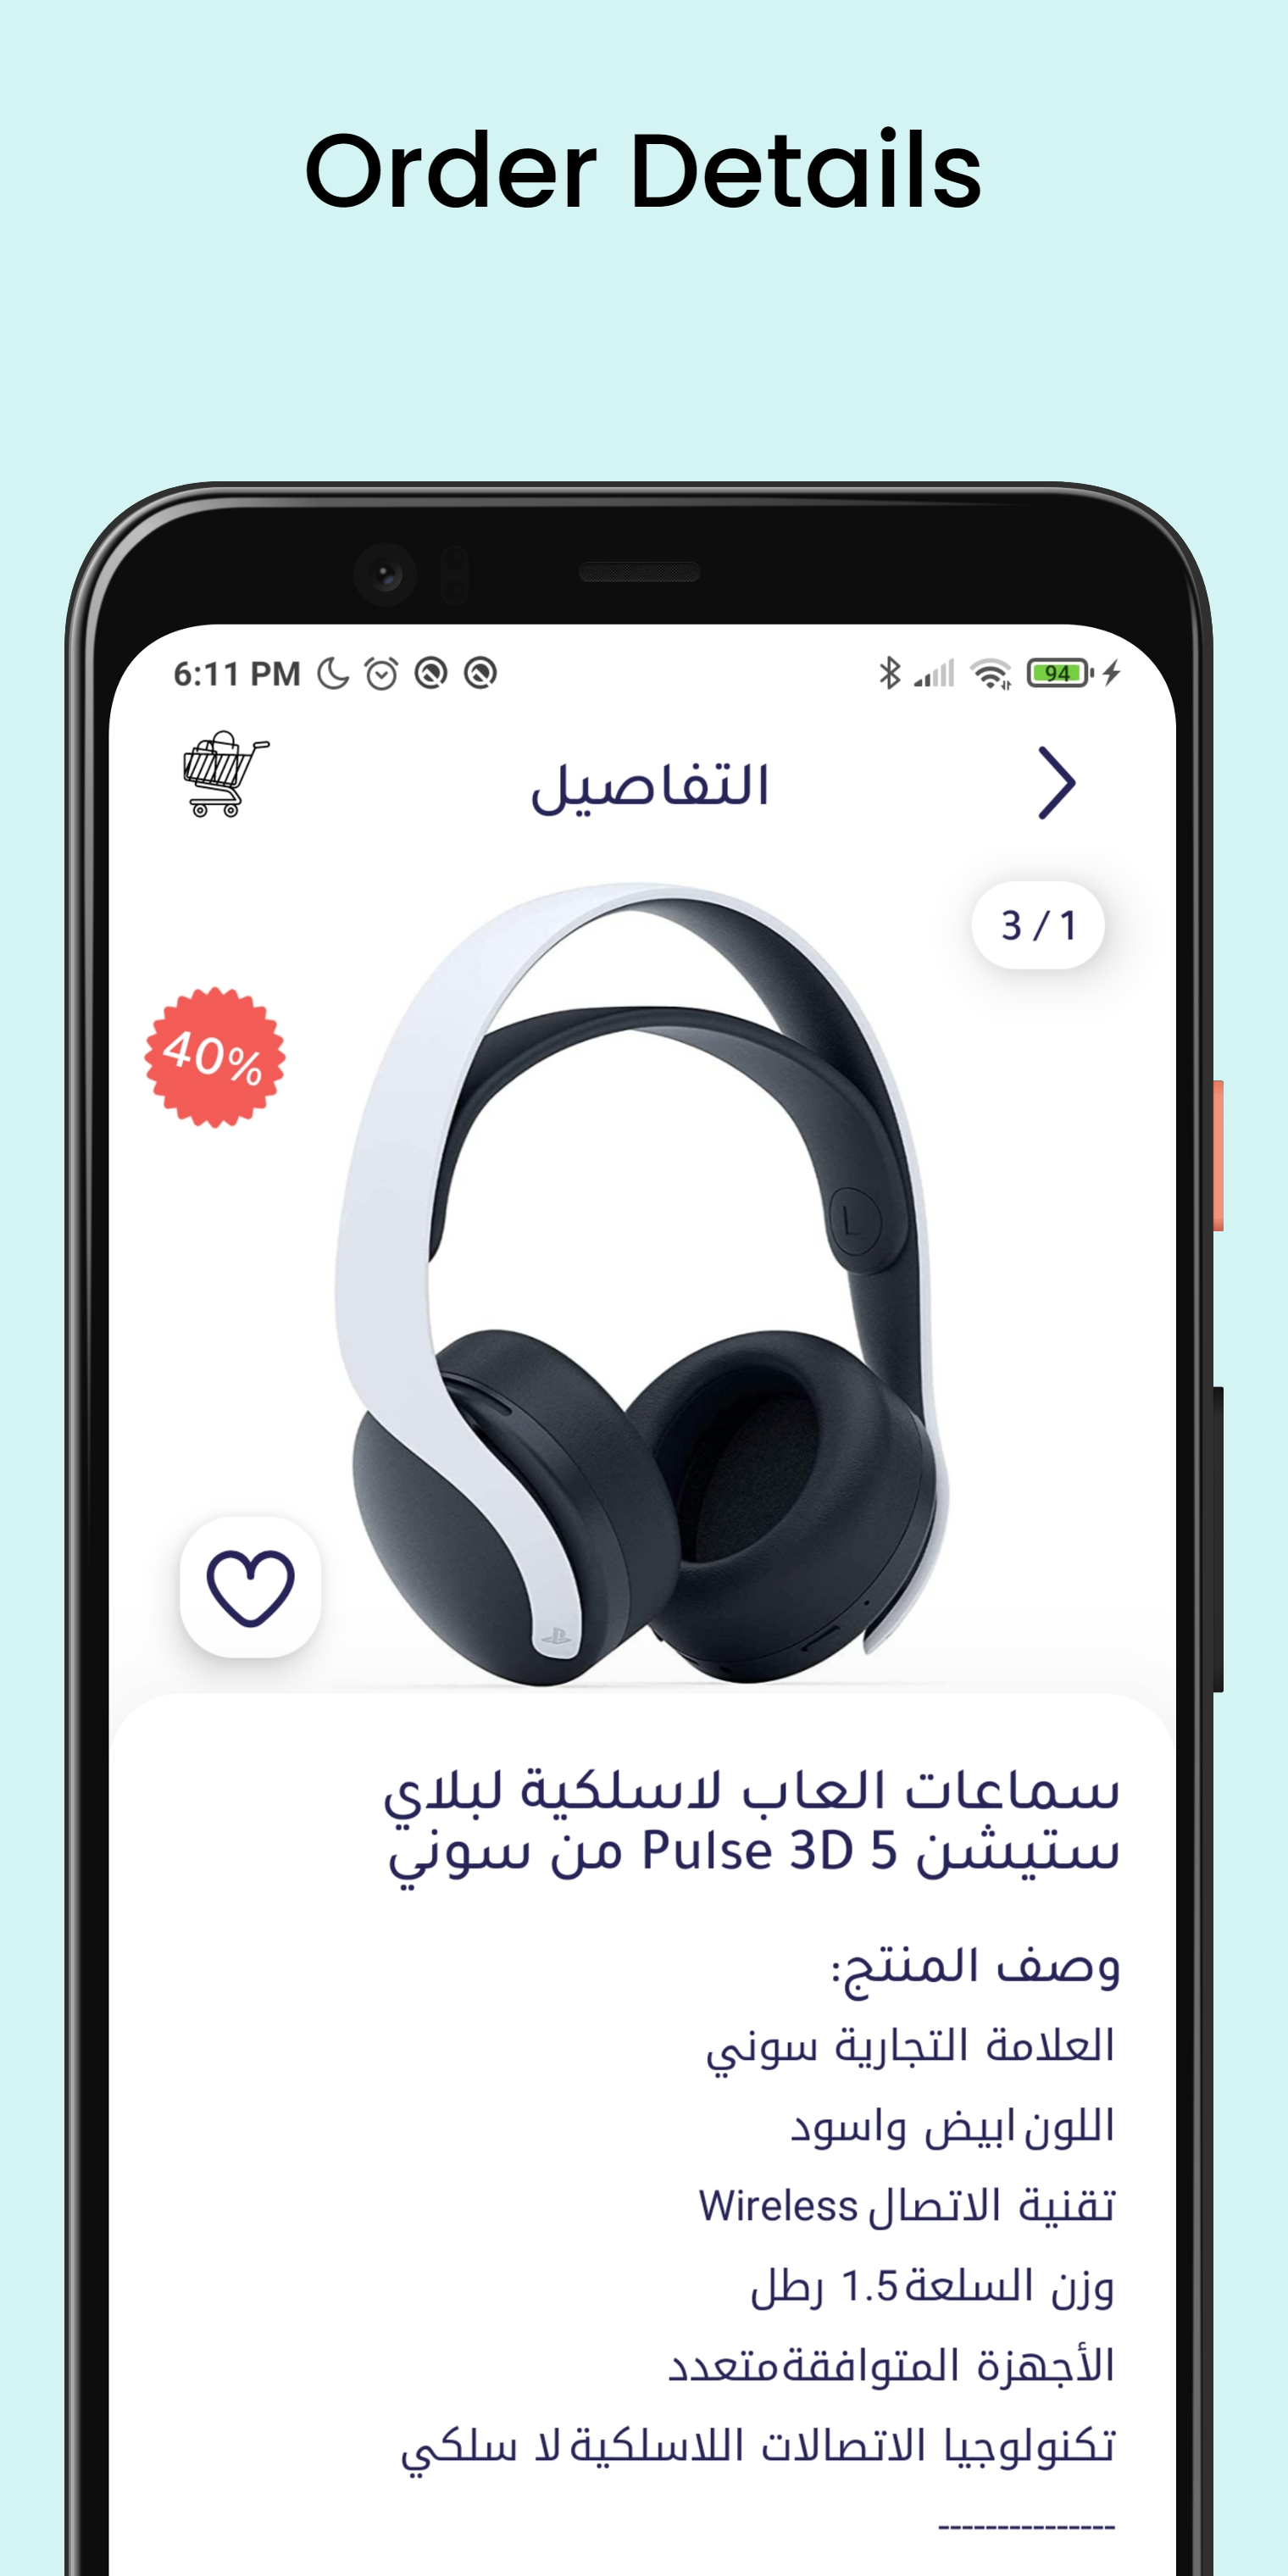 Order Details
6:11 PM
94
التفاصيل
3 / 1
40%
L
سماعات العاب لاسلكية لبلاي
ستيشن 5 Pulse 3D من سوني
وصف المنتج:
العلامة التجارية سوني
اللون ابيض واسود
تقنية الاتصال Wireless
وزن السلعة 1.5 رطل
الأجهزة المتوافقة متعدد
تكنولوجيا الاتصالات اللاسلكية لا سلكي
---------------